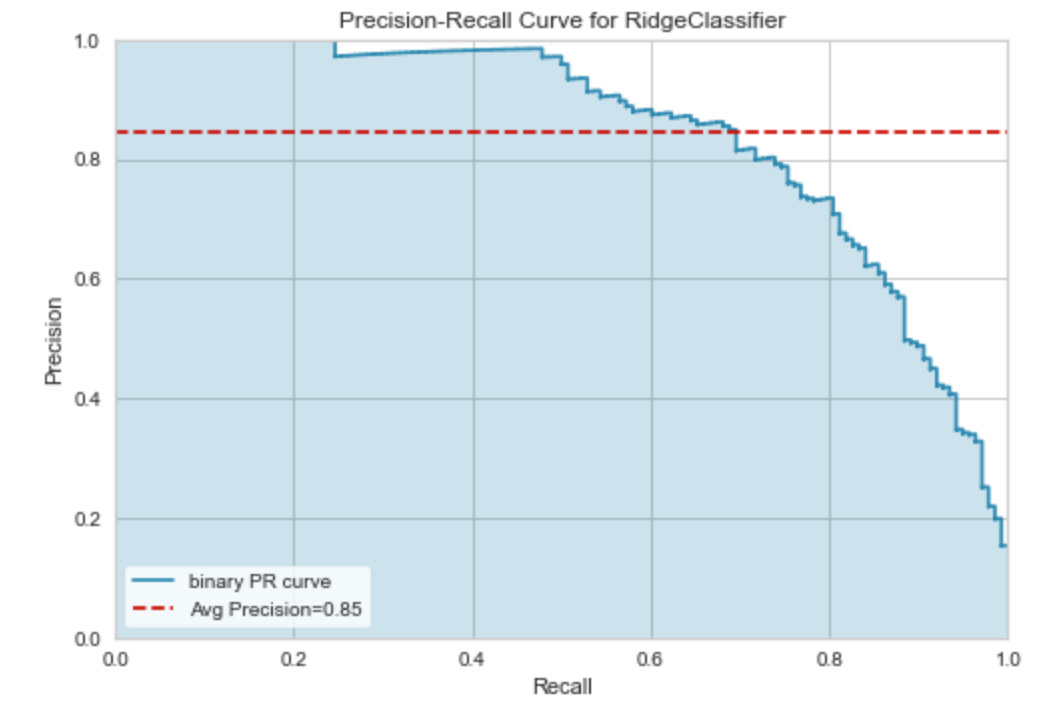 Precision-Recall Curve for RidgeClassifier
1.0
0.8
0.6
0.4
0.2
0.0
Precision
binary PR curve
Avg Precision=0.85
0.0 0.2 0.4 0.6 0.8 1.0
Recall